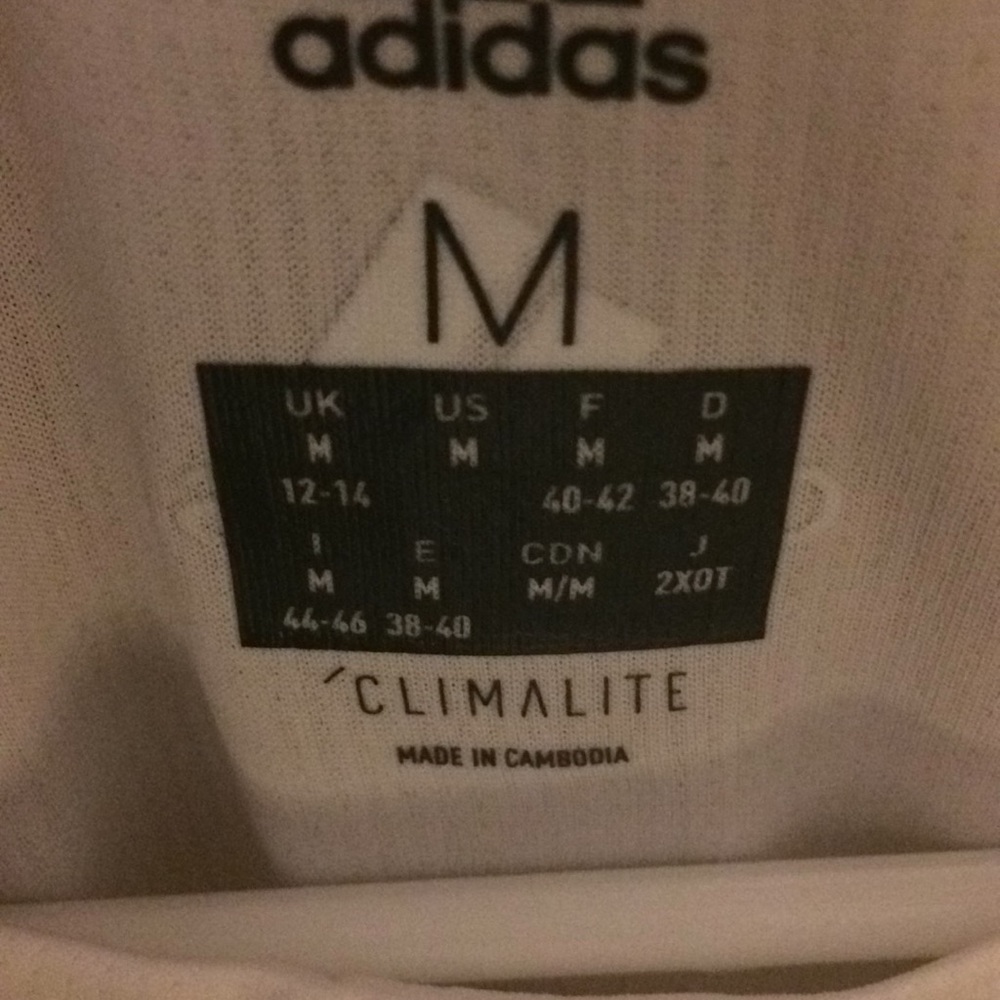 adidas
M
UK US F D
M M M M
12-14 40-42 38-40
I E CDN J
M M M/M 2XOT
44-46 38-40
´CLIMALITE
MADE IN CAMBODIA